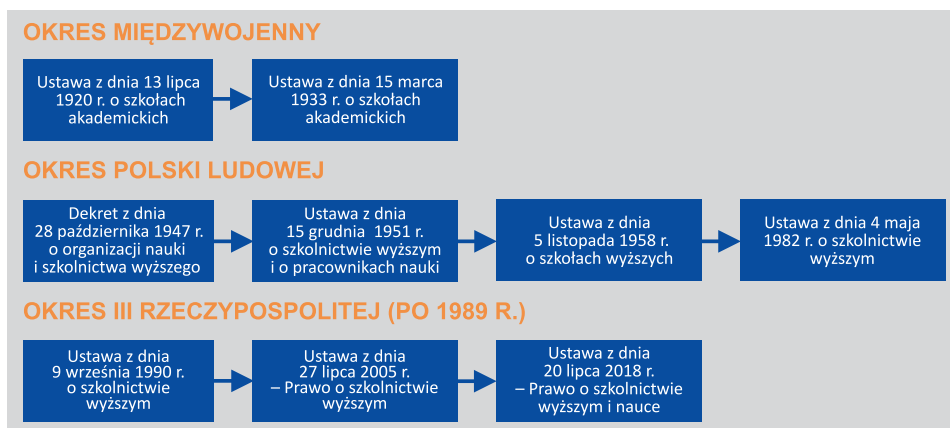 OKRES MIĘDZYWOJENNY
Ustawa z dnia 13 lipca
1920 r. o szkołach
akademickich
Ustawa z dnia 15 marca
1933 r. o szkołach
akademickich
OKRES POLSKI LUDOWEJ
Dekret z dnia
28 października 1947 r.
o organizacji nauki
i szkolnictwa wyższego
Ustawa z dnia
15 grudnia 1951 r.
o szkolnictwie wyższym
i o pracownikach nauki
Ustawa z dnia
5 listopada 1958 r.
o szkołach wyższych
Ustawa z dnia 4 maja
1982 r. o szkolnictwie
wyższym
OKRES III RZECZYPOSPOLITEJ (PO 1989 R.)
Ustawa z dnia
9 września 1990 r.
o szkolnictwie
wyższym
Ustawa z dnia
27 lipca 2005 r.
– Prawo o szkolnictwie
wyższym
Ustawa z dnia
20 lipca 2018 r.
– Prawo o szkolnictwie
wyższym i nauce